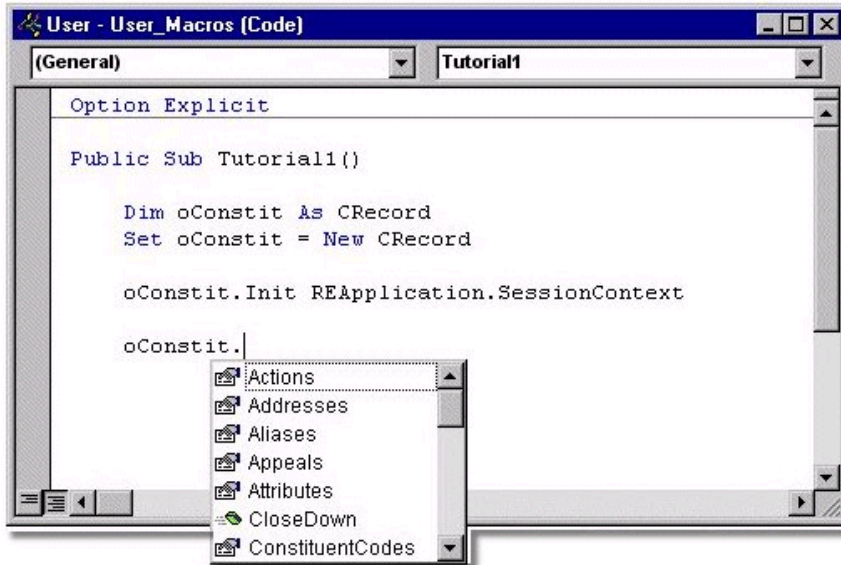 User - User_Macros (Code)
(General) Tutorial1
Option Explicit
Public Sub Tutorial1()
Dim oConstit As CRecord
Set oConstit = New CRecord
oConstit.Init REApplication.SessionContext
oConstit.
Actions
Addresses
Aliases
Appeals
Attributes
CloseDown
ConstituentCodes